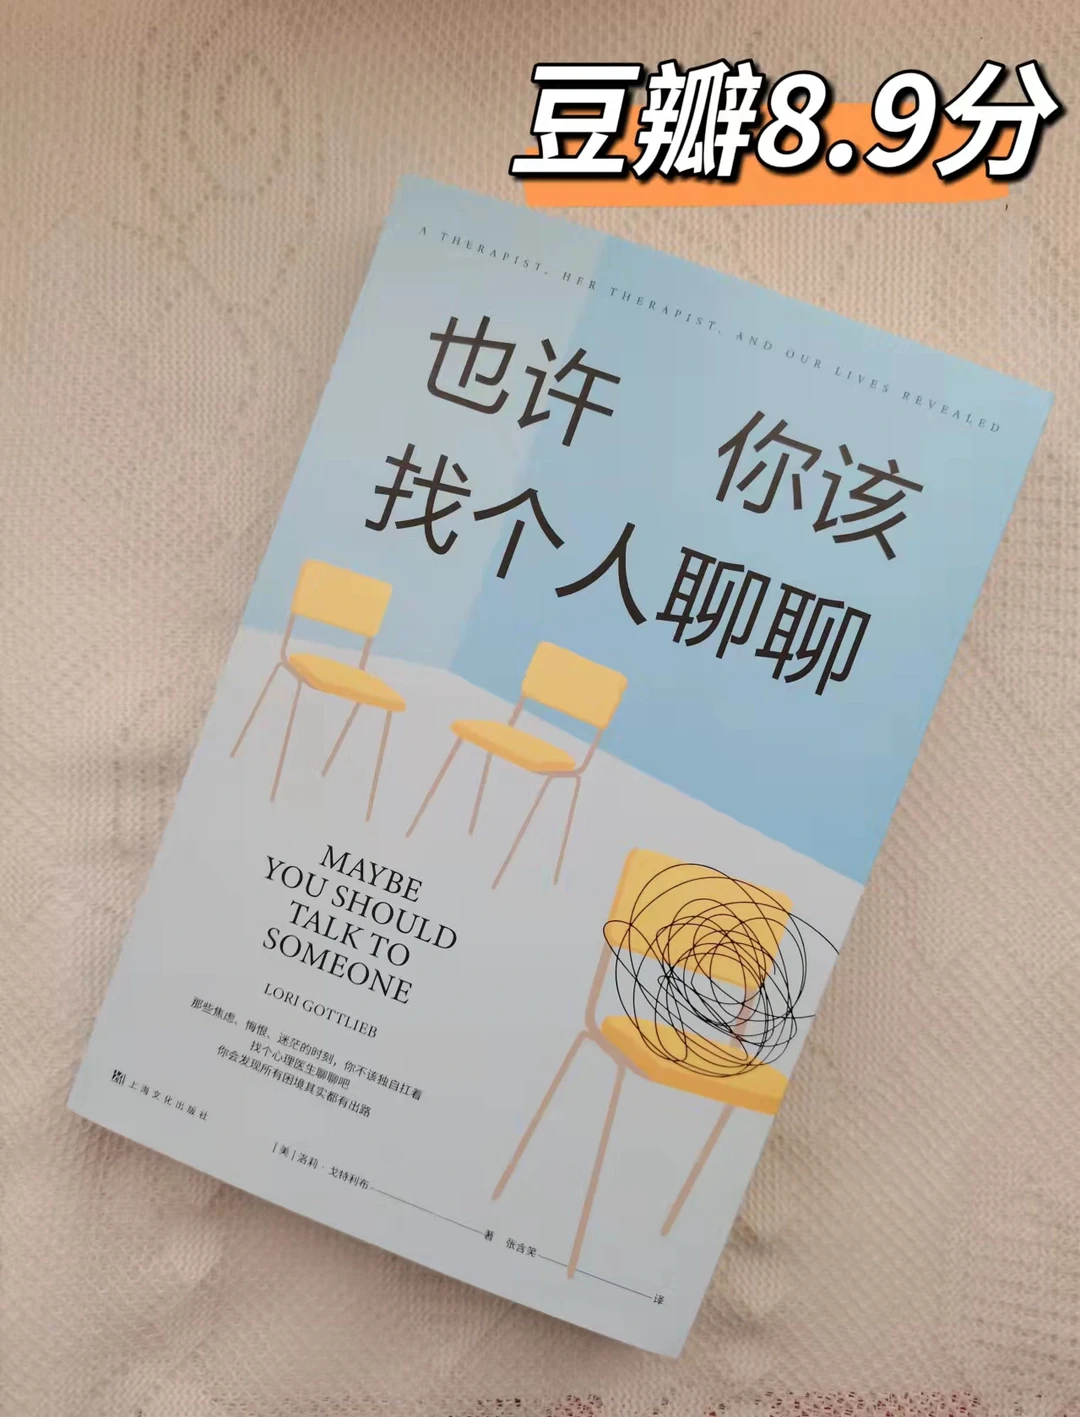 豆瓣8.9分
A THERAPIST, HER THERAPIST, AND OUR LIVES REVEALED
也许 你该
找个人聊聊
MAYBE
YOU SHOULD
TALK TO
SOMEONE
LORI GOTTLIEB
那些焦虑、悔恨、迷茫的时刻，你不该独自扛着
找个心理医生聊聊吧
你会发现所有困境其实都有出路
上海文化出版社
[美]洛莉·戈特利布 著 张含笑 译